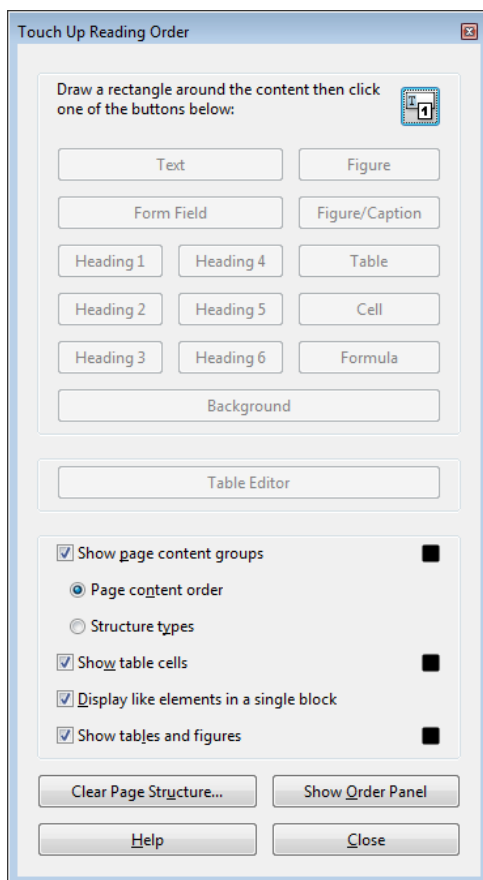 Touch Up Reading Order
Draw a rectangle around the content then click
one of the buttons below:
T
1
Text
Figure
Form Field
Figure/Caption
Heading 1
Heading 4
Table
Heading 2
Heading 5
Cell
Heading 3
Heading 6
Formula
Background
Table Editor
Show page content groups
Page content order
Structure types
Show table cells
Display like elements in a single block
Show tables and figures
Clear Page Structure...
Show Order Panel
Help
Close